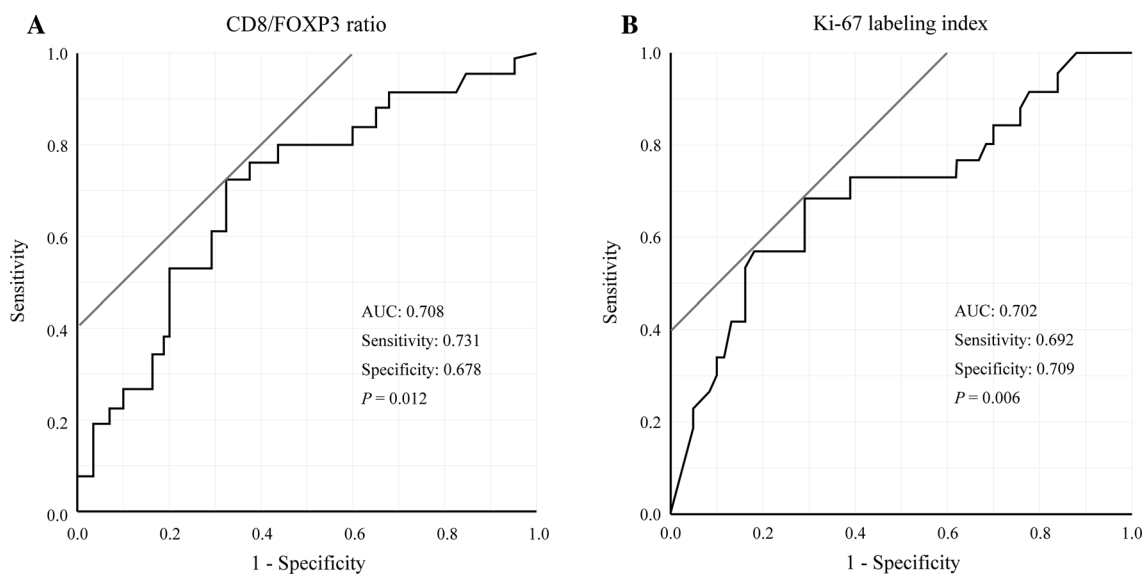 A
CD8/FOXP3 ratio
1.0
0.8
0.6
0.4
0.2
0.0
Sensitivity
AUC: 0.708
Sensitivity: 0.731
Specificity: 0.678
P = 0.012
0.0 0.2 0.4 0.6 0.8 1.0
1 - Specificity
B
Ki-67 labeling index
1.0
0.8
0.6
0.4
0.2
0.0
Sensitivity
AUC: 0.702
Sensitivity: 0.692
Specificity: 0.709
P = 0.006
0.0 0.2 0.4 0.6 0.8 1.0
1 - Specificity